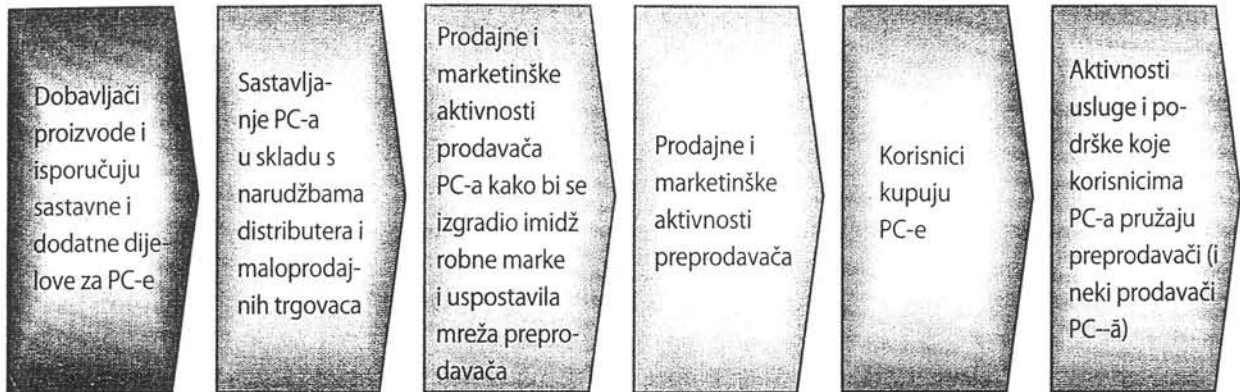 Dobavljači
proizvode i
isporučuju
sastavne i
dodatne dije-
love za PC-e
Sastavlja-
nje PC-a
u skladu s
narudžbama
distributera i
maloprodaj-
nih trgovaca
Prodajne i
marketinške
aktivnosti
prodavača
PC-a kako bi se
izgradio imidž
robne marke
i uspostavila
mreža prepro-
davača
Prodajne i
marketinške
aktivnosti
preprodavača
Korisnici
kupuju
PC-e
Aktivnosti
usluge i po-
drške koje
korisnicima
PC-a pružaju
preprodavači (i
neki prodavači
PC--ā)